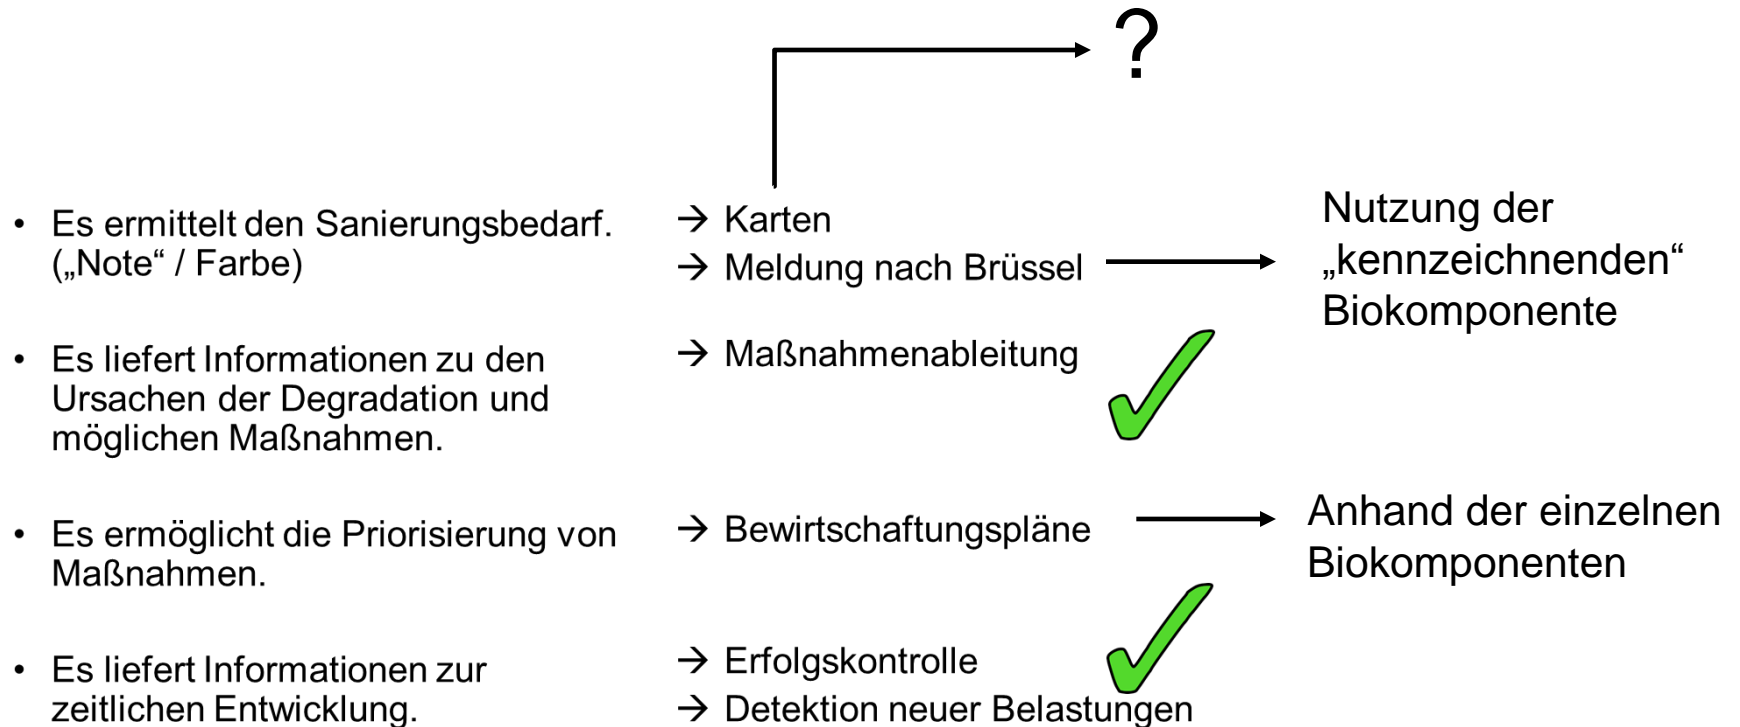 ?
• Es ermittelt den Sanierungsbedarf.
(„Note“ / Farbe)
→ Karten
→ Meldung nach Brüssel
Nutzung der
„kennzeichnenden“
Biokomponente
• Es liefert Informationen zu den
Ursachen der Degradation und
möglichen Maßnahmen.
→ Maßnahmenableitung
• Es ermöglicht die Priorisierung von
Maßnahmen.
→ Bewirtschaftungspläne
Anhand der einzelnen
Biokomponenten
• Es liefert Informationen zur
zeitlichen Entwicklung.
→ Erfolgskontrolle
→ Detektion neuer Belastungen